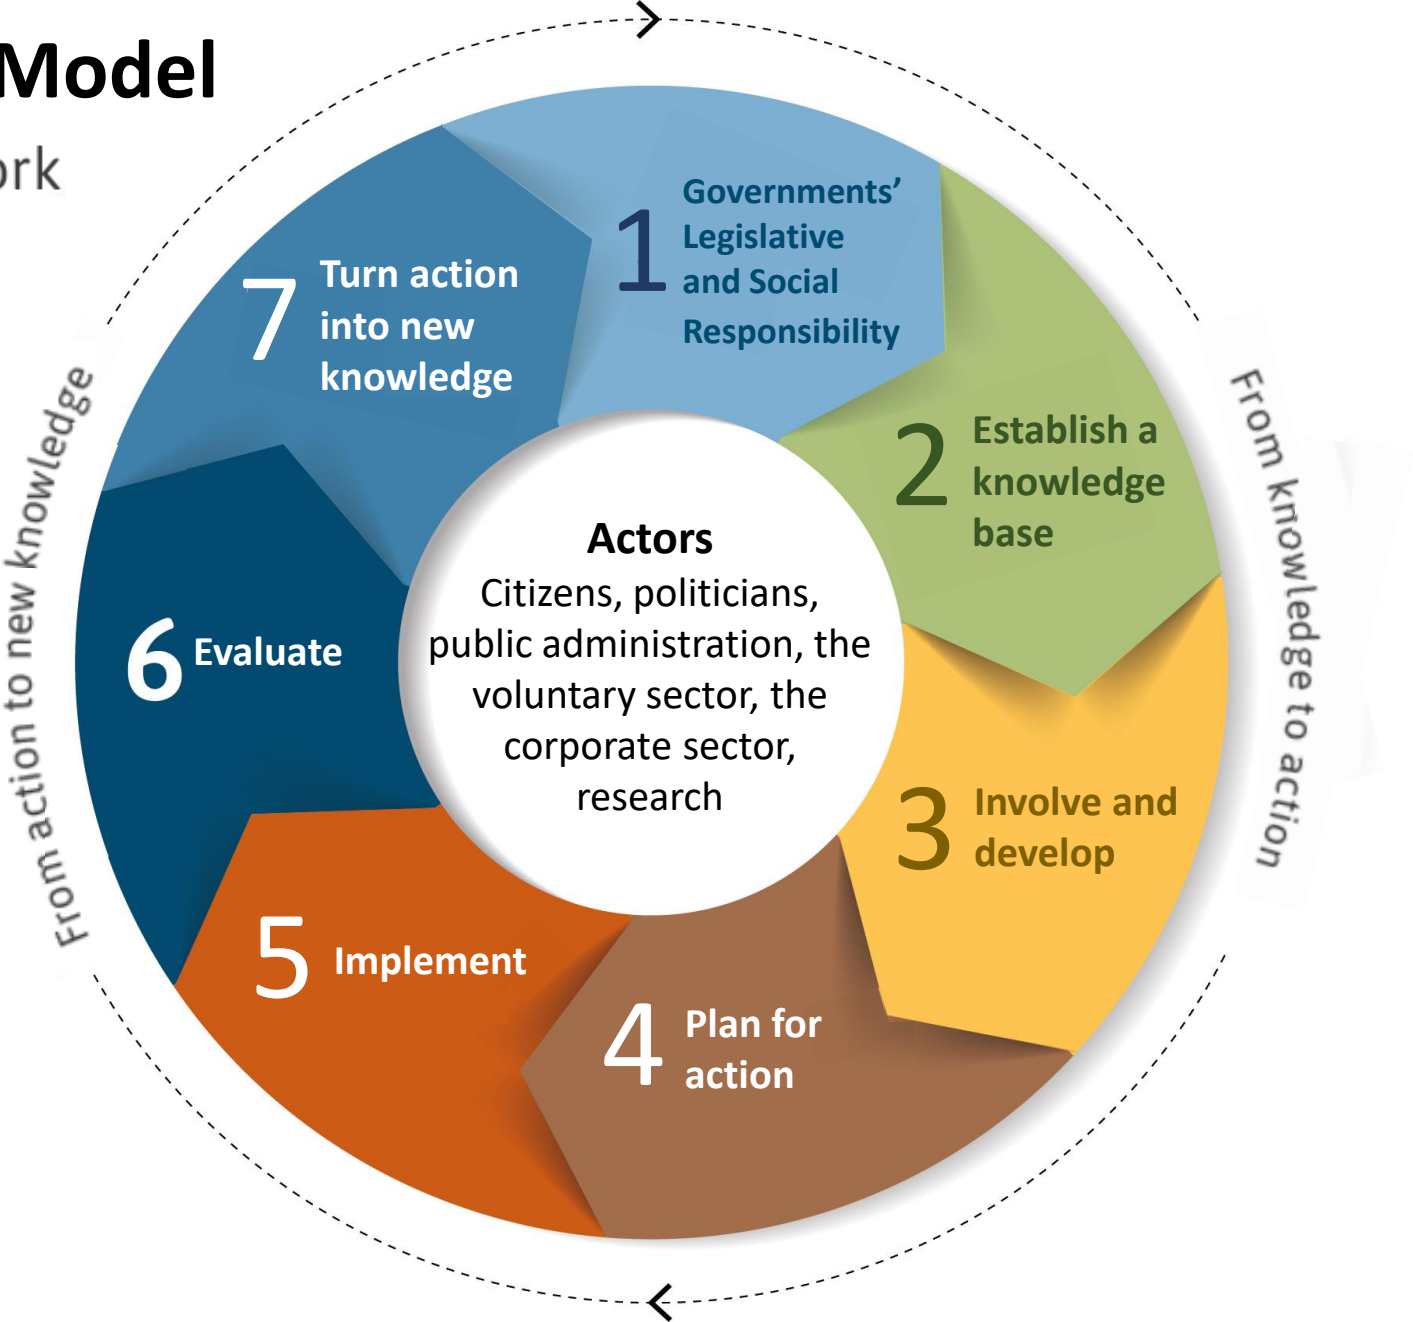 Model
ork
1
Governments’
Legislative
and Social
Responsibility
2
Establish a
knowledge
base
3
Involve and
develop
4
Plan for
action
5
Implement
6
Evaluate
7
Turn action
into new
knowledge
Actors
Citizens, politicians,
public administration, the
voluntary sector, the
corporate sector,
research
From knowledge to action
From action to new knowledge